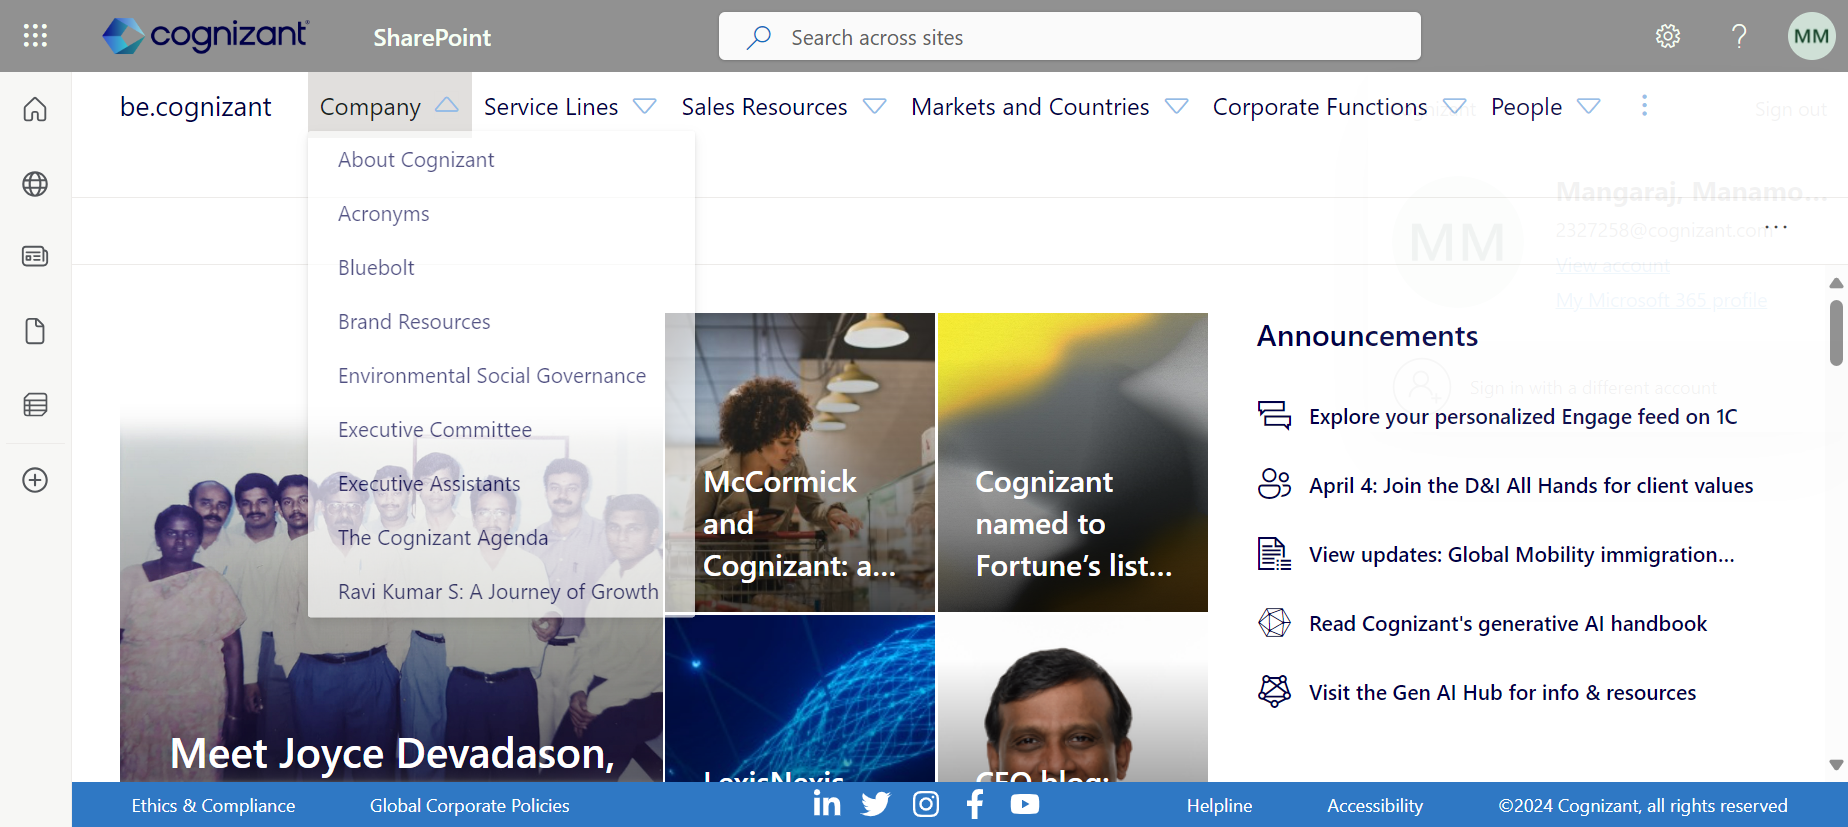 cognizant
SharePoint
Search across sites
MM
be.cognizant
Company
Service Lines
Sales Resources
Markets and Countries
Corporate Functions
People
Sign out
About Cognizant
Acronyms
Bluebolt
Brand Resources
Environmental Social Governance
Executive Committee
Executive Assistants
The Cognizant Agenda
Ravi Kumar S: A Journey of Growth
MM
Mangaraj, Manamo...
2327258@cognizant.com
View account
My Microsoft 365 profile
Sign in with a different account
Meet Joyce Devadason,
McCormick
and
Cognizant: a...
Cognizant
named to
Fortune's list...
LexisNexis
CEO blog:
Announcements
Explore your personalized Engage feed on 1C
April 4: Join the D&I All Hands for client values
View updates: Global Mobility immigration...
Read Cognizant's generative AI handbook
Visit the Gen AI Hub for info & resources
Ethics & Compliance
Global Corporate Policies
Helpline
Accessibility
©2024 Cognizant, all rights reserved